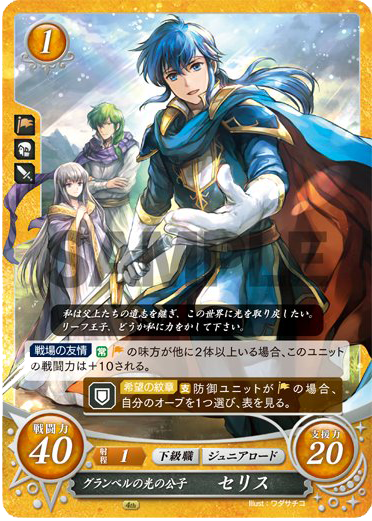 1
SAMPLE
私は父上たちの遺志を継ぎ、この世界に光を取り戻したい。
リーフ王子、どうか私に力をかして下さい。
戦場の友情 常 の味方が他に2体以上いる場合、このユニット
の戦闘力は+10される。
希望の紋章 支 防御ユニットが の場合、
自分のオーブを1つ選び、表を見る。
戦闘力
40
射程 1 下級職 ジュニアロード
支援力
20
グランベルの光の公子 セリス
4th
Illust:ワダサチコ